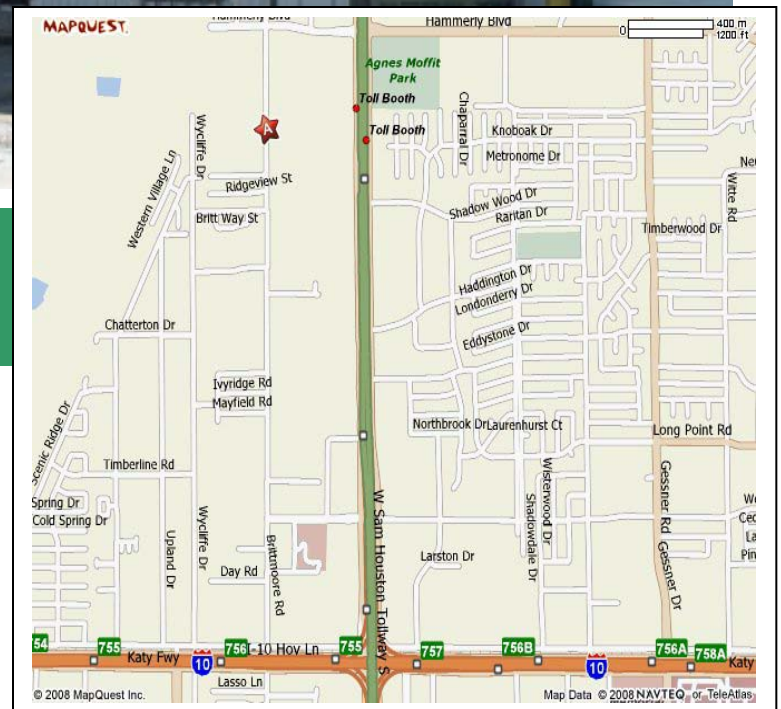 MAPQUEST.
Hammerly Blvd
400 m
0
1200 ft
Agnes Moffit
Park
Toll Booth
Toll Booth
A
Wycliffe Dr
Chaparral Dr
Knoboak Dr
Metronome Dr
Western Village Ln
Ridgeview St
Witte Rd
Shadow Wood Dr
Raritan Dr
Britt Way St
Timberwood Dr
Haddington Dr
Londonderry Dr
Chatterton Dr
Eddystone Dr
Ivyridge Rd
Mayfield Rd
Northbrook Dr
Laurenhurst Ct
Long Point Rd
Scenic Ridge Dr
Timberline Rd
Wisterwood Dr
Gessner Rd
Spring Dr
Cold Spring Dr
Wycliffe Dr
W Sam Houston Tollway S
Shadowdale Dr
Upland Dr
Brittmoore Rd
Day Rd
Larston Dr
Gessner Dr
754
755
756
I-10 Hov Ln
755
757
756B
756A
758A
Katy Fwy
10
10
Katy
Lasso Ln
© 2008 MapQuest Inc.
Map Data © 2008 NAVTEQ or TeleAtlas